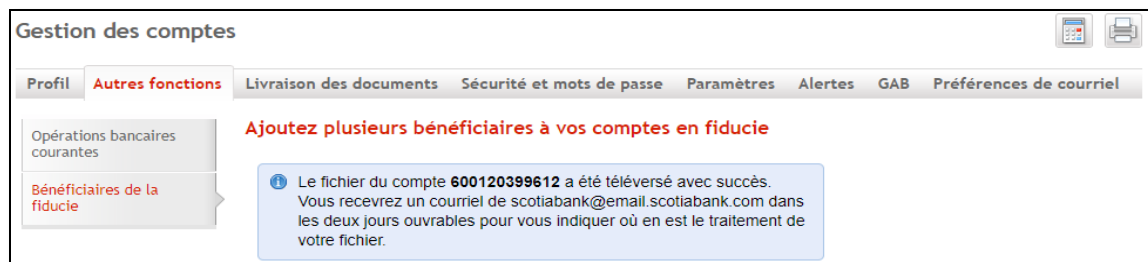 Gestion des comptes
Profil Autres fonctions Livraison des documents Sécurité et mots de passe Paramètres Alertes GAB Préférences de courriel
Opérations bancaires
courantes
Bénéficiaires de la
fiducie
Ajoutez plusieurs bénéficiaires à vos comptes en fiducie
Le fichier du compte 600120399612 a été téléversé avec succès.
Vous recevrez un courriel de scotiabank@email.scotiabank.com dans
les deux jours ouvrables pour vous indiquer où en est le traitement de
votre fichier.